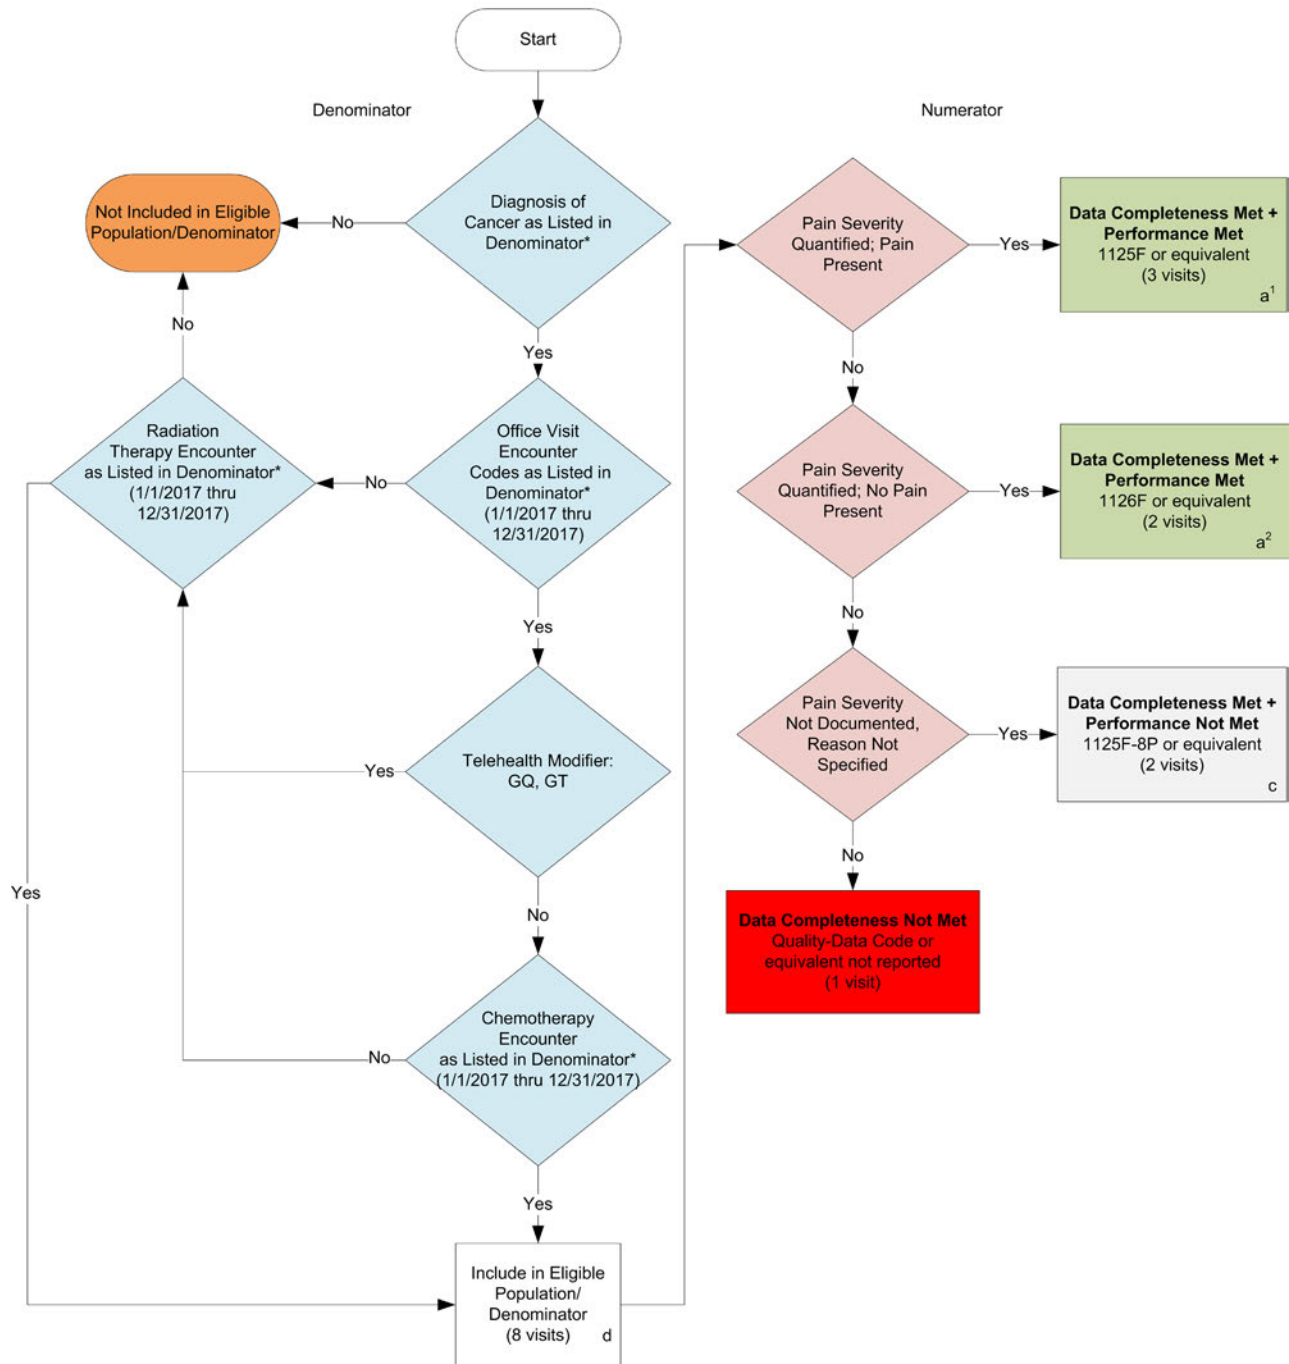 Start
Denominator
Numerator
Diagnosis of
Cancer as Listed in
Denominator*
No
Not Included in Eligible
Population/Denominator
Yes
No
Office Visit
Encounter
Codes as Listed in
Denominator*
(1/1/2017 thru
12/31/2017)
No
Radiation
Therapy Encounter
as Listed in Denominator*
(1/1/2017 thru
12/31/2017)
Yes
Telehealth Modifier:
GQ, GT
Yes
No
Yes
Chemotherapy
Encounter
as Listed in Denominator*
(1/1/2017 thru 12/31/2017)
No
Yes
Include in Eligible
Population/
Denominator
(8 visits)
d
Pain Severity
Quantified; Pain
Present
Yes
Data Completeness Met +
Performance Met
1125F or equivalent
(3 visits)
a¹
No
Pain Severity
Quantified; No Pain
Present
Yes
Data Completeness Met +
Performance Met
1126F or equivalent
(2 visits)
a²
No
Pain Severity
Not Documented,
Reason Not
Specified
Yes
Data Completeness Met +
Performance Not Met
1125F-8P or equivalent
(2 visits)
c
No
Data Completeness Not Met
Quality-Data Code or
equivalent not reported
(1 visit)